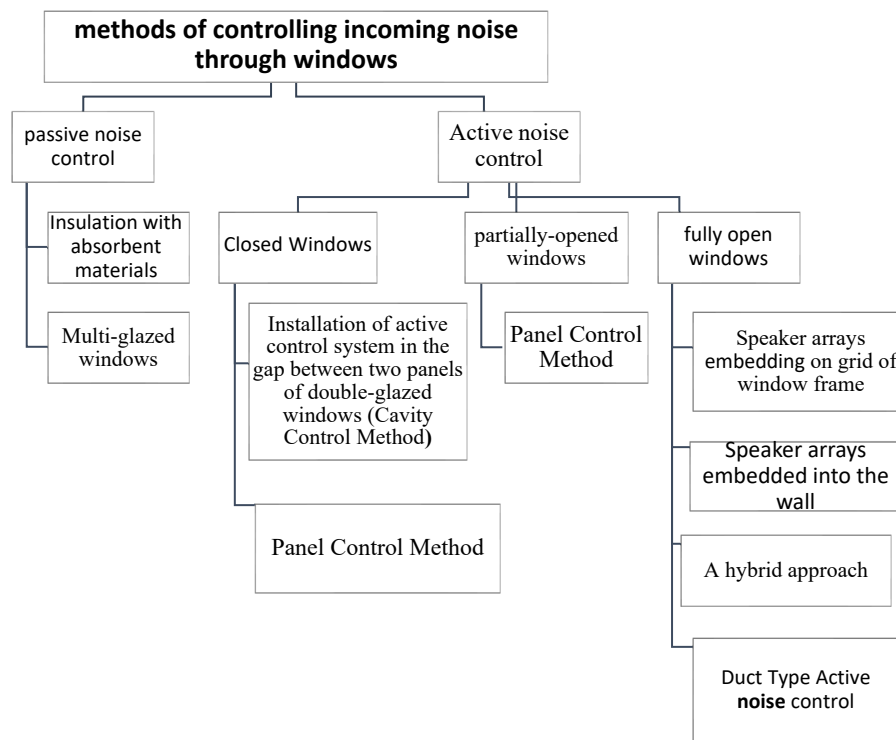 methods of controlling incoming noise
through windows
passive noise
control
Active noise
control
Insulation with
absorbent
materials
Multi-glazed
windows
Closed Windows
partially-opened
windows
fully open
windows
Installation of active
control system in the
gap between two panels
of double-glazed
windows (Cavity
Control Method)
Panel Control Method
Panel Control
Method
Speaker arrays
embedding on grid of
window frame
Speaker arrays
embedded into the
wall
A hybrid approach
Duct Type Active
noise control